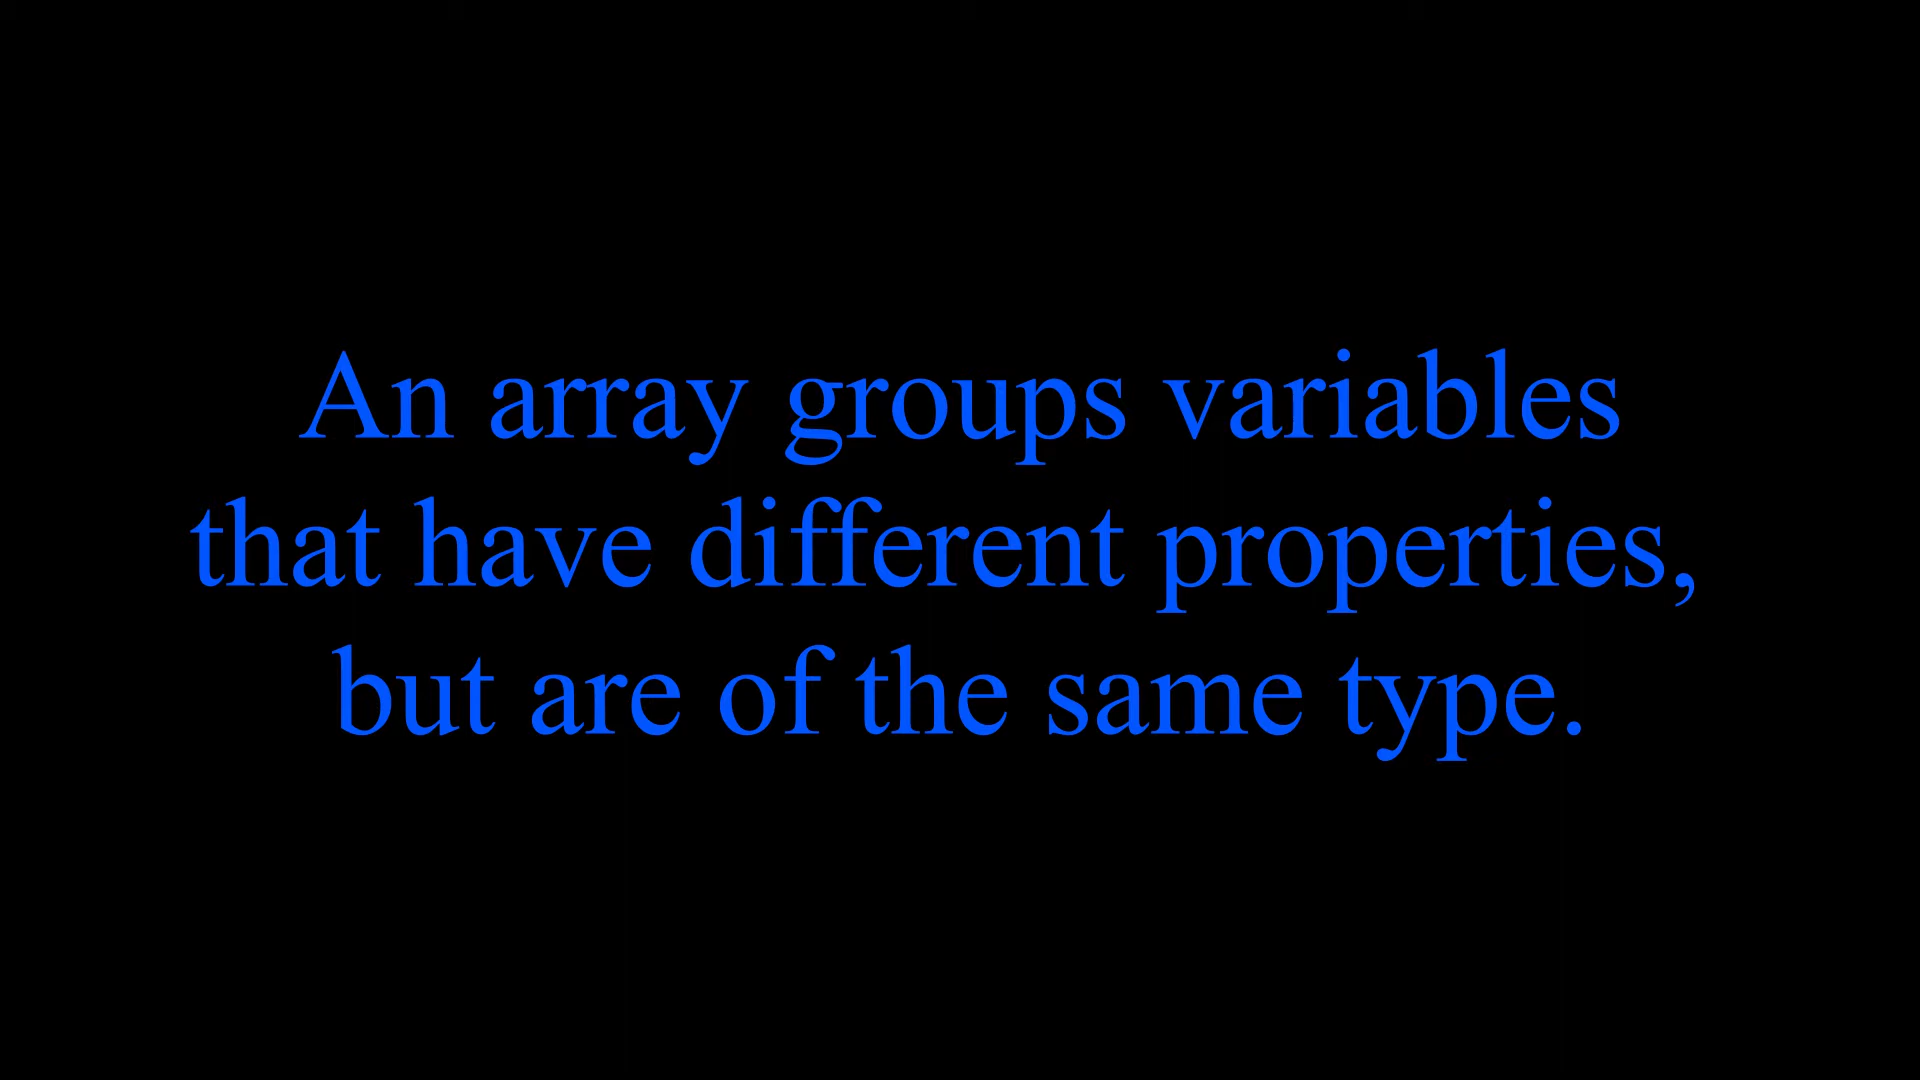 An array groups variables
that have different properties,
but are of the same type.